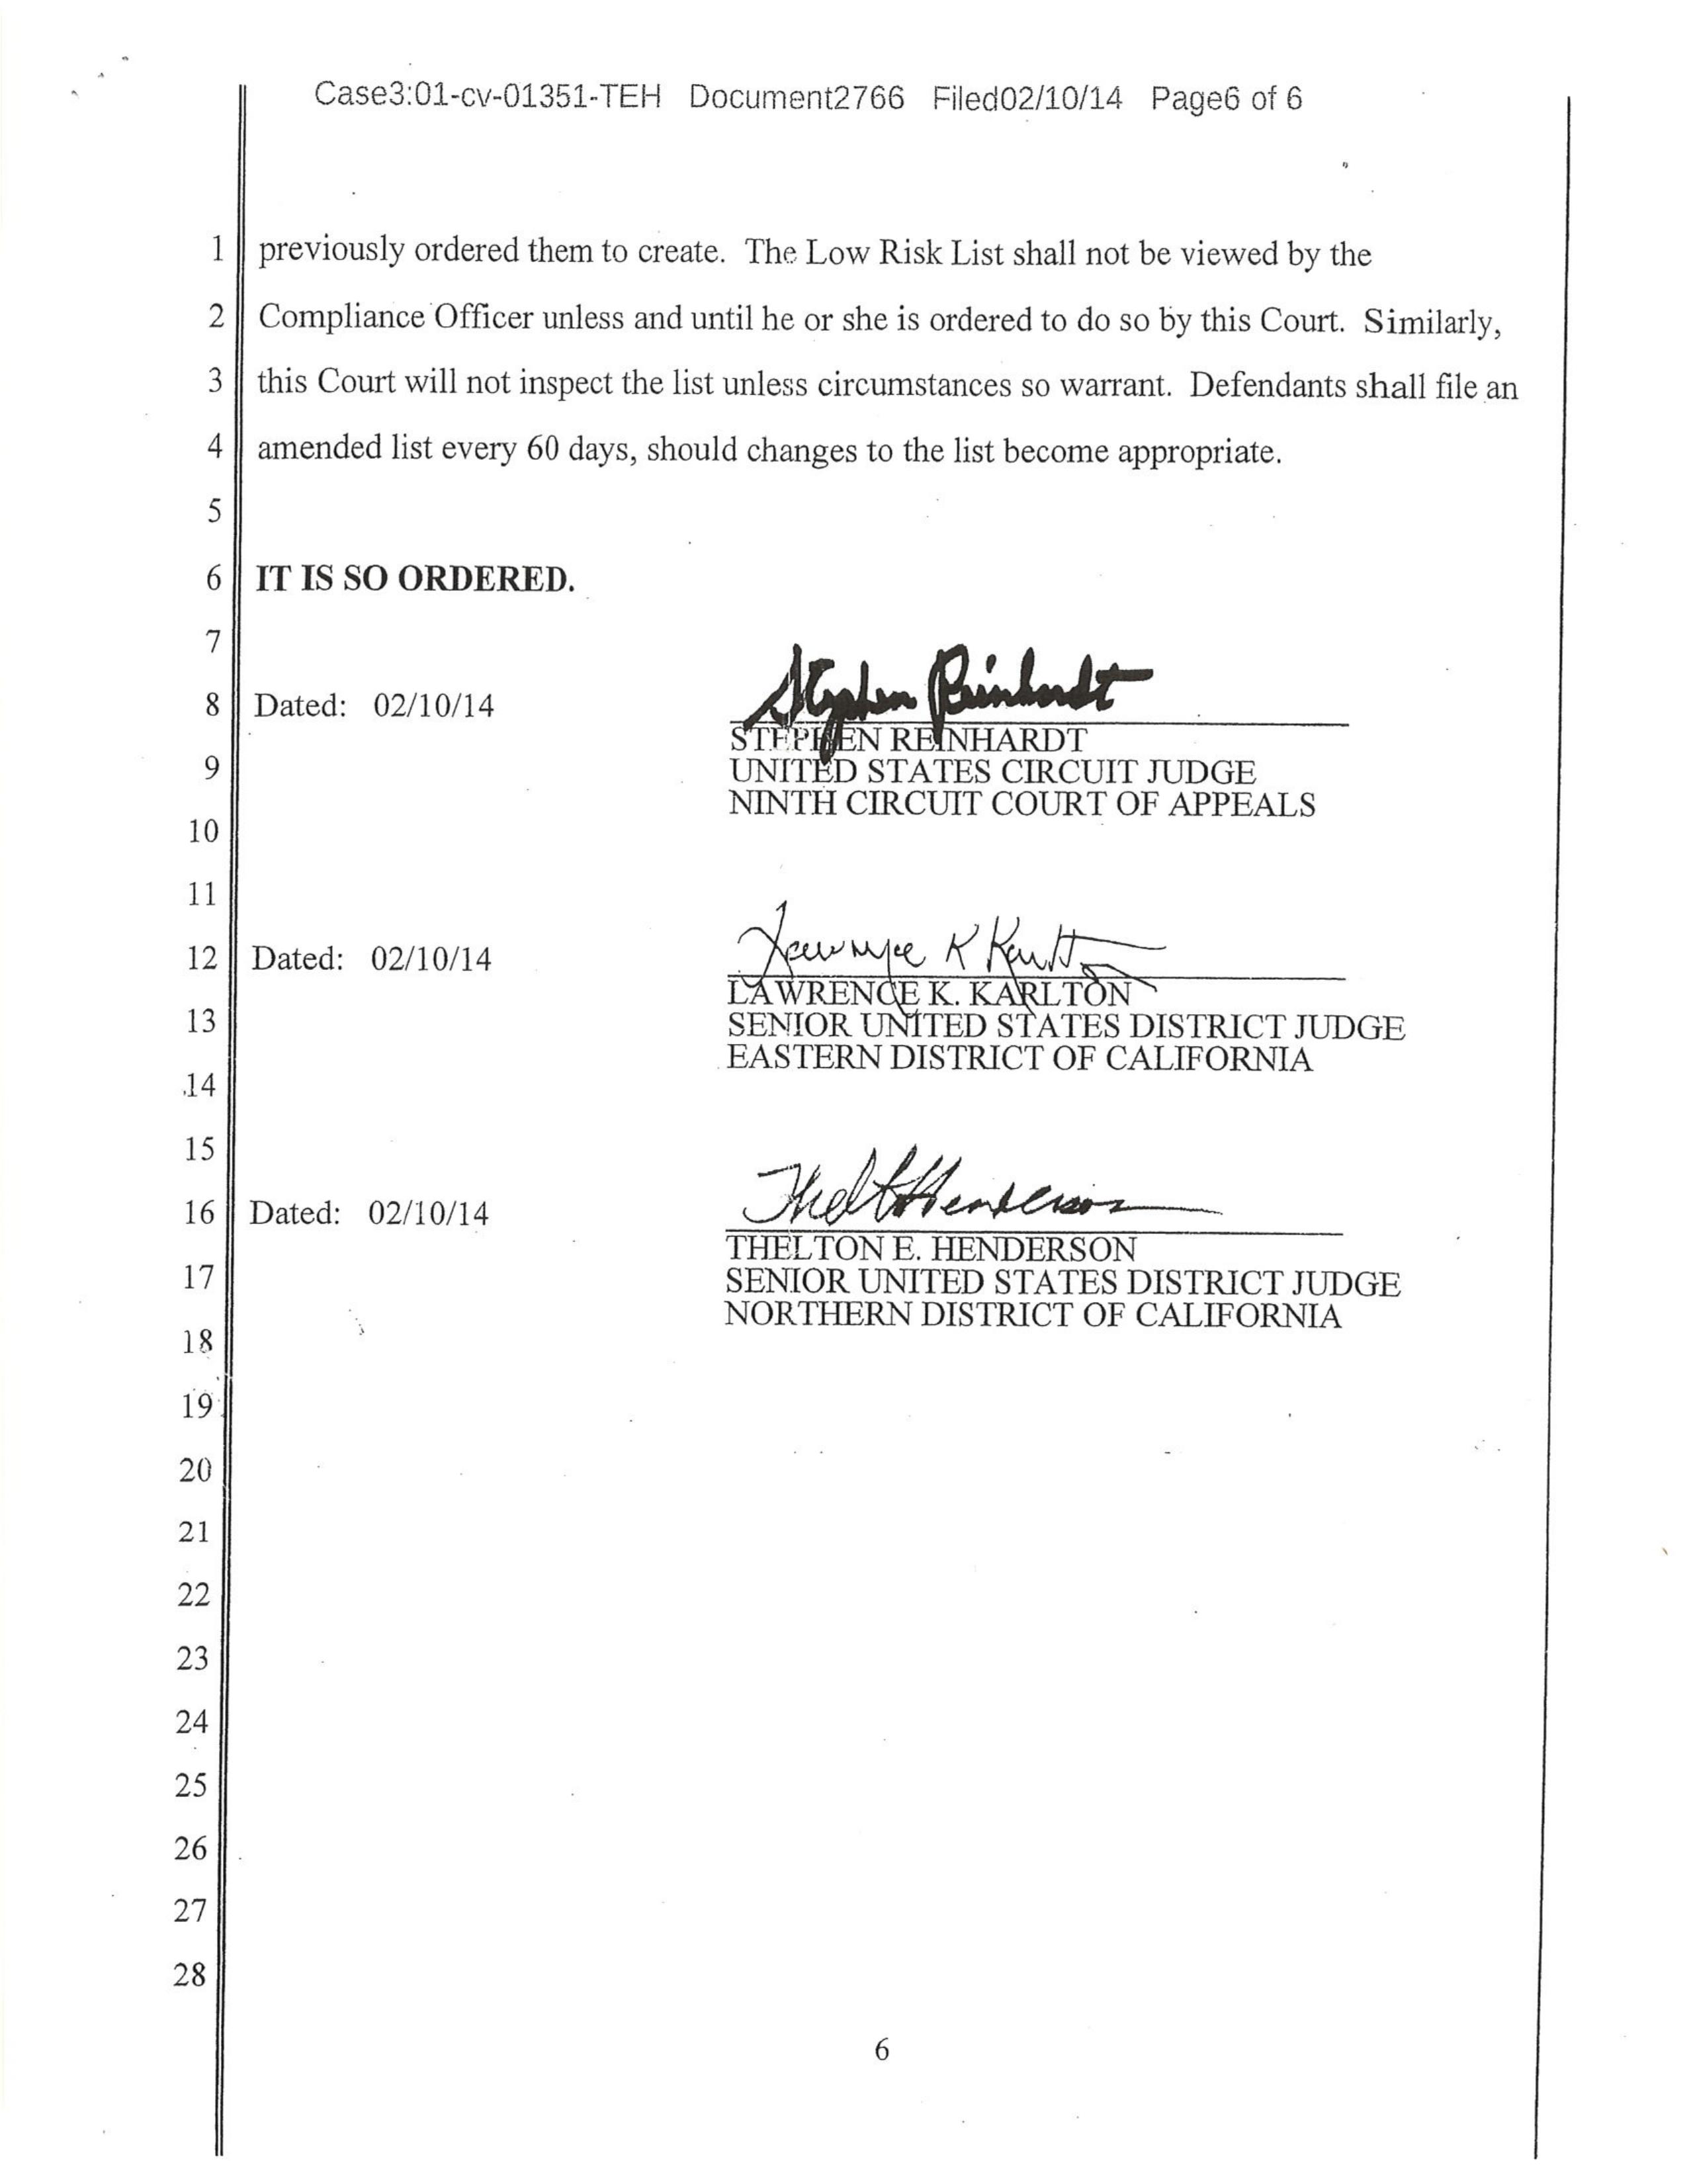 Case3:01-cv-01351-TEH Document2766 Filed02/10/14 Page6 of 6
1 previously ordered them to create. The Low Risk List shall not be viewed by the
2 Compliance Officer unless and until he or she is ordered to do so by this Court. Similarly,
3 this Court will not inspect the list unless circumstances so warrant. Defendants shall file an
4 amended list every 60 days, should changes to the list become appropriate.
5
6 IT IS SO ORDERED.
7
Stephen Reinhardt
8 Dated: 02/10/14
STEPHEN REINHARDT
9 UNITED STATES CIRCUIT JUDGE
NINTH CIRCUIT COURT OF APPEALS
10
11
Lawrence K Karlton
12 Dated: 02/10/14
LAWRENCE K. KARLTON
13 SENIOR UNITED STATES DISTRICT JUDGE
EASTERN DISTRICT OF CALIFORNIA
14
15
Thelton Henderson
16 Dated: 02/10/14
THELTON E. HENDERSON
17 SENIOR UNITED STATES DISTRICT JUDGE
NORTHERN DISTRICT OF CALIFORNIA
18
19
20
21
22
23
24
25
26
27
28
6